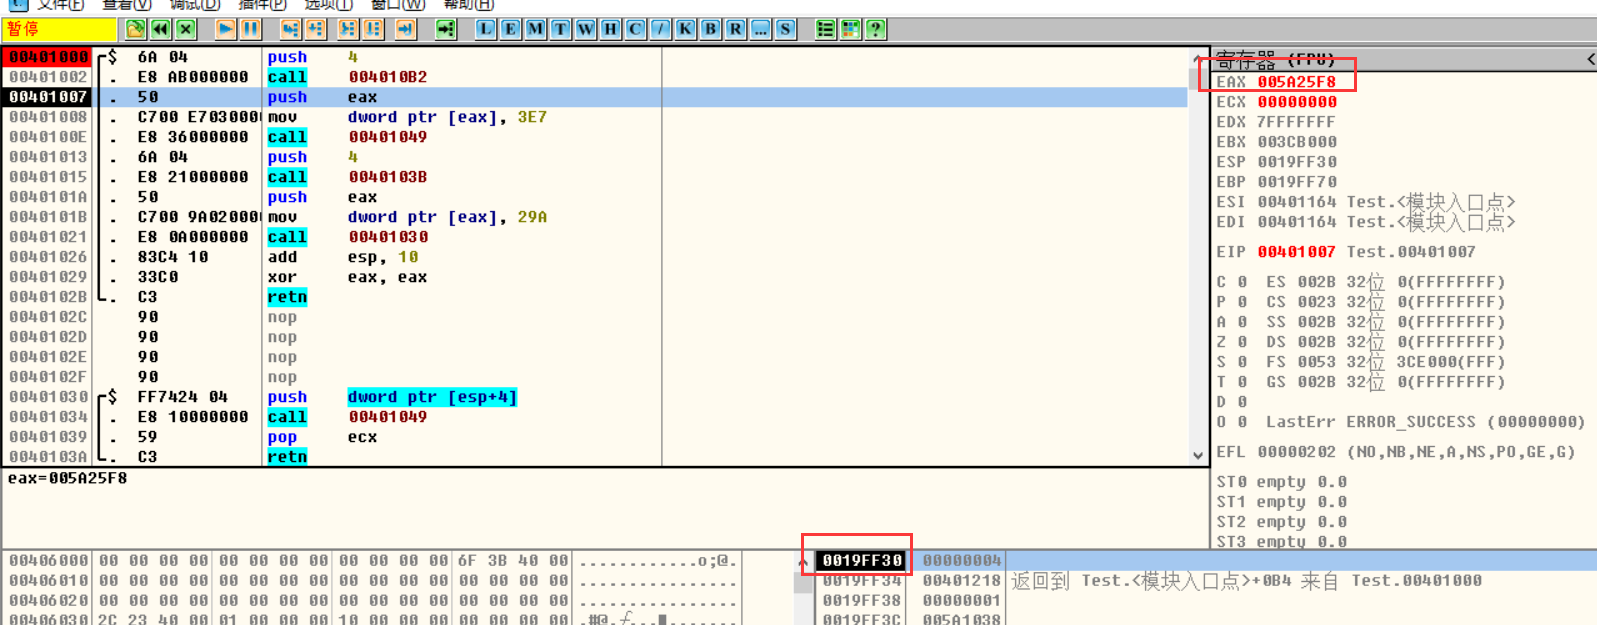 文件(F) 查看(V) 调试(D) 插件(P) 选项(T) 窗口(W) 帮助(H)
暂停
L E M T W H C / K B R ... S ?
00401000 $ 6A 04 push 4
00401002 . E8 AB000000 call 004010B2
00401007 . 50 push eax
00401008 . C700 E703000 mov dword ptr [eax], 3E7
0040100E . E8 36000000 call 00401049
00401013 . 6A 04 push 4
00401015 . E8 21000000 call 0040103B
0040101A . 50 push eax
0040101B . C700 9A02000 mov dword ptr [eax], 29A
00401021 . E8 0A000000 call 00401030
00401026 . 83C4 10 add esp, 10
00401029 . 33C0 xor eax, eax
0040102B . C3 retn
0040102C 90 nop
0040102D 90 nop
0040102E 90 nop
0040102F 90 nop
00401030 $ FF7424 04 push dword ptr [esp+4]
00401034 . E8 10000000 call 00401049
00401039 . 59 pop ecx
0040103A . C3 retn
eax=005A25F8
寄存器 (FPU) <
EAX 005A25F8
ECX 00000000
EDX 7FFFFFFF
EBX 003CB000
ESP 0019FF30
EBP 0019FF70
ESI 00401164 Test.<模块入口点>
EDI 00401164 Test.<模块入口点>
EIP 00401007 Test.00401007
C 0 ES 002B 32位 0(FFFFFFFF)
P 0 CS 0023 32位 0(FFFFFFFF)
A 0 SS 002B 32位 0(FFFFFFFF)
Z 0 DS 002B 32位 0(FFFFFFFF)
S 0 FS 0053 32位 3CE000(FFF)
T 0 GS 002B 32位 0(FFFFFFFF)
D 0
O 0 LastErr ERROR_SUCCESS (00000000)
EFL 00000202 (NO,NB,NE,A,NS,PO,GE,G)
ST0 empty 0.0
ST1 empty 0.0
ST2 empty 0.0
ST3 empty 0.0
00406000 00 00 00 00 00 00 00 00 00 00 00 00 6F 3B 40 00 ............o;@.
00406010 00 00 00 00 00 00 00 00 00 00 00 00 00 00 00 00 ................
00406020 00 00 00 00 00 00 00 00 00 00 00 00 00 00 00 00 ................
00406030 2C 23 40 00 01 00 00 00 10 00 00 00 00 00 00 00
0019FF30 00000004
0019FF34 00401218 返回到 Test.<模块入口点>+0B4 来自 Test.00401000
0019FF38 00000001
0019FF3C 005A1038